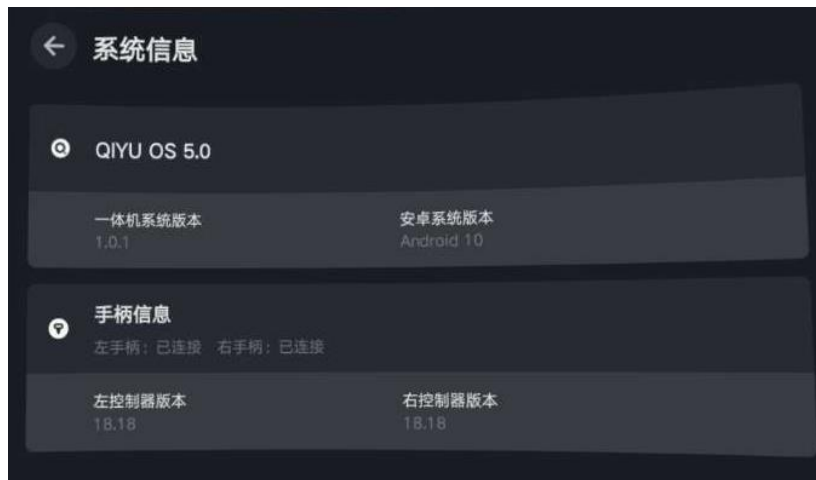 系统信息
QIYU OS 5.0
一体机系统版本 安卓系统版本
1.0.1 Android 10
手柄信息
左手柄：已连接 右手柄：已连接
左控制器版本 右控制器版本
18.18 18.18